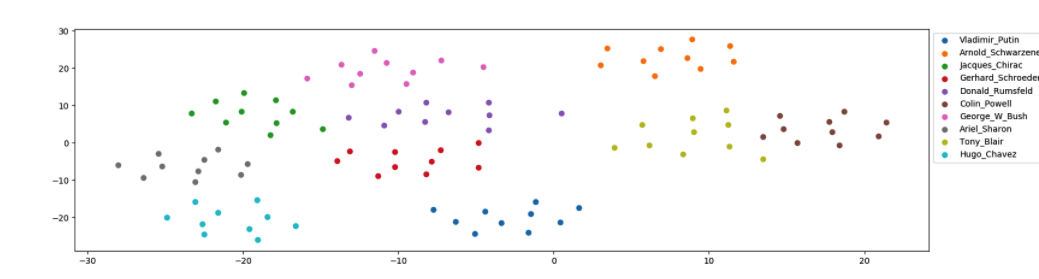 30
20
10
0
−10
−20
−30
−20
−10
0
10
20
Vladimir_Putin
Arnold_Schwarzene
Jacques_Chirac
Gerhard_Schroeder
Donald_Rumsfeld
Colin_Powell
George_W_Bush
Ariel_Sharon
Tony_Blair
Hugo_Chavez